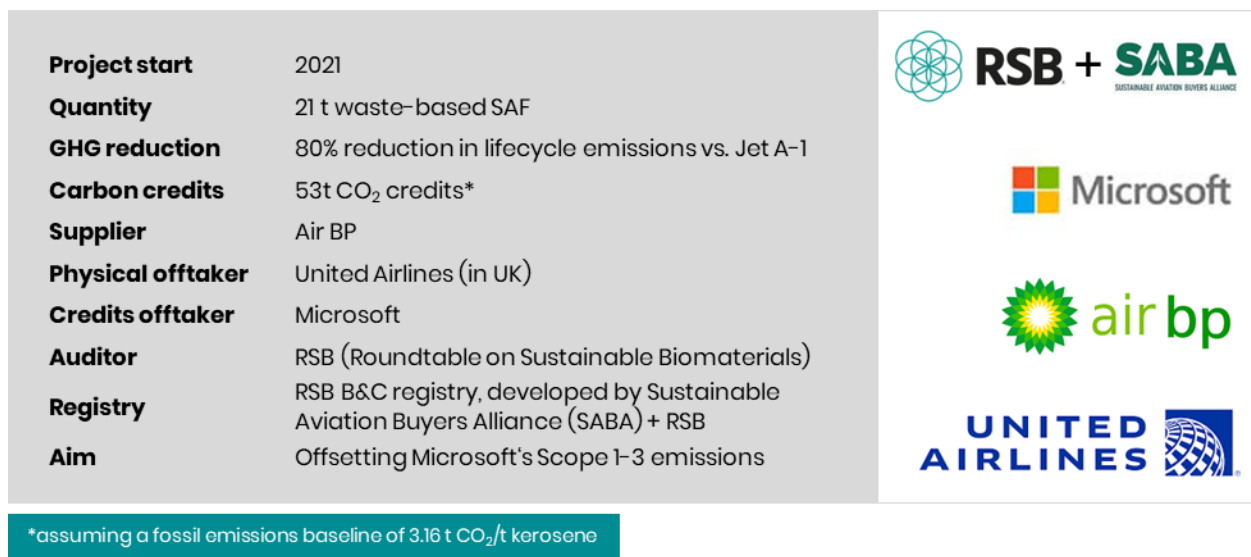 Project start 2021
Quantity 21 t waste-based SAF
GHG reduction 80% reduction in lifecycle emissions vs. Jet A-1
Carbon credits 53t CO₂ credits*
Supplier Air BP
Physical offtaker United Airlines (in UK)
Credits offtaker Microsoft
Auditor RSB (Roundtable on Sustainable Biomaterials)
Registry RSB B&C registry, developed by Sustainable
Aviation Buyers Alliance (SABA) + RSB
Aim Offsetting Microsoft's Scope 1-3 emissions
RSB + SABA
SUSTAINABLE AVIATION BUYERS ALLIANCE
Microsoft
air bp
UNITED
AIRLINES
*assuming a fossil emissions baseline of 3.16 t CO₂/t kerosene